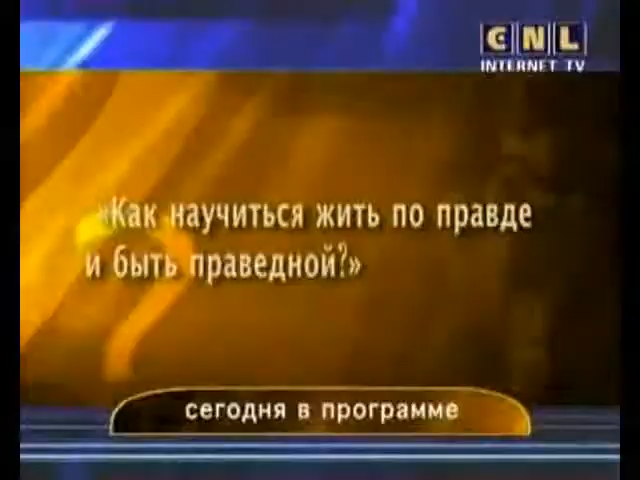 CNL
INTERNET TV
»Как научиться жить по правде
и быть праведной?»
сегодня в программе